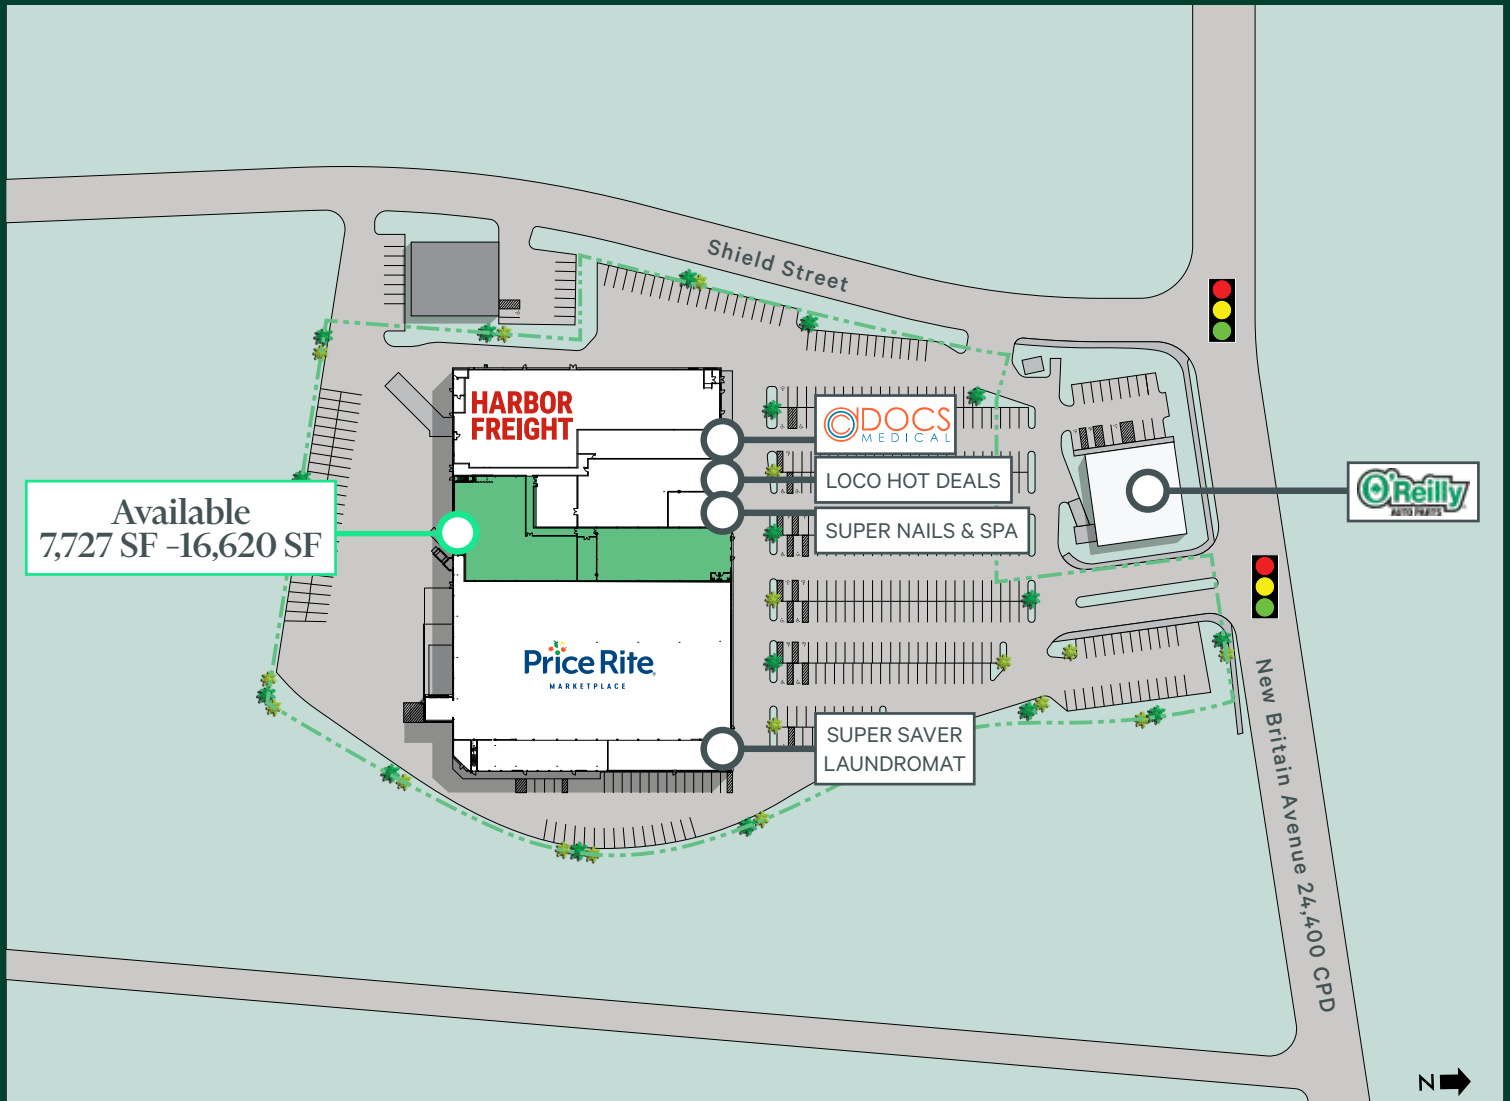 Shield Street
HARBOR
FREIGHT
DOCS
MEDICAL
LOCO HOT DEALS
SUPER NAILS & SPA
O'Reilly
AUTO PARTS
Available
7,727 SF –16,620 SF
Price Rite
MARKETPLACE
SUPER SAVER
LAUNDROMAT
New Britain Avenue 24,400 CPD
N